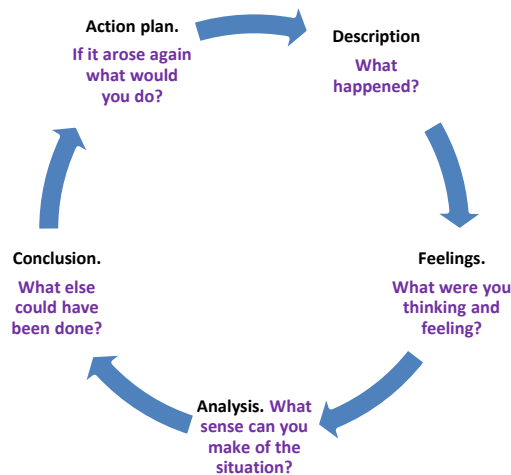 Description
What
happened?
Feelings.
What were you
thinking and
feeling?
Analysis. What
sense can you
make of the
situation?
Conclusion.
What else
could have
been done?
Action plan.
If it arose again
what would
you do?